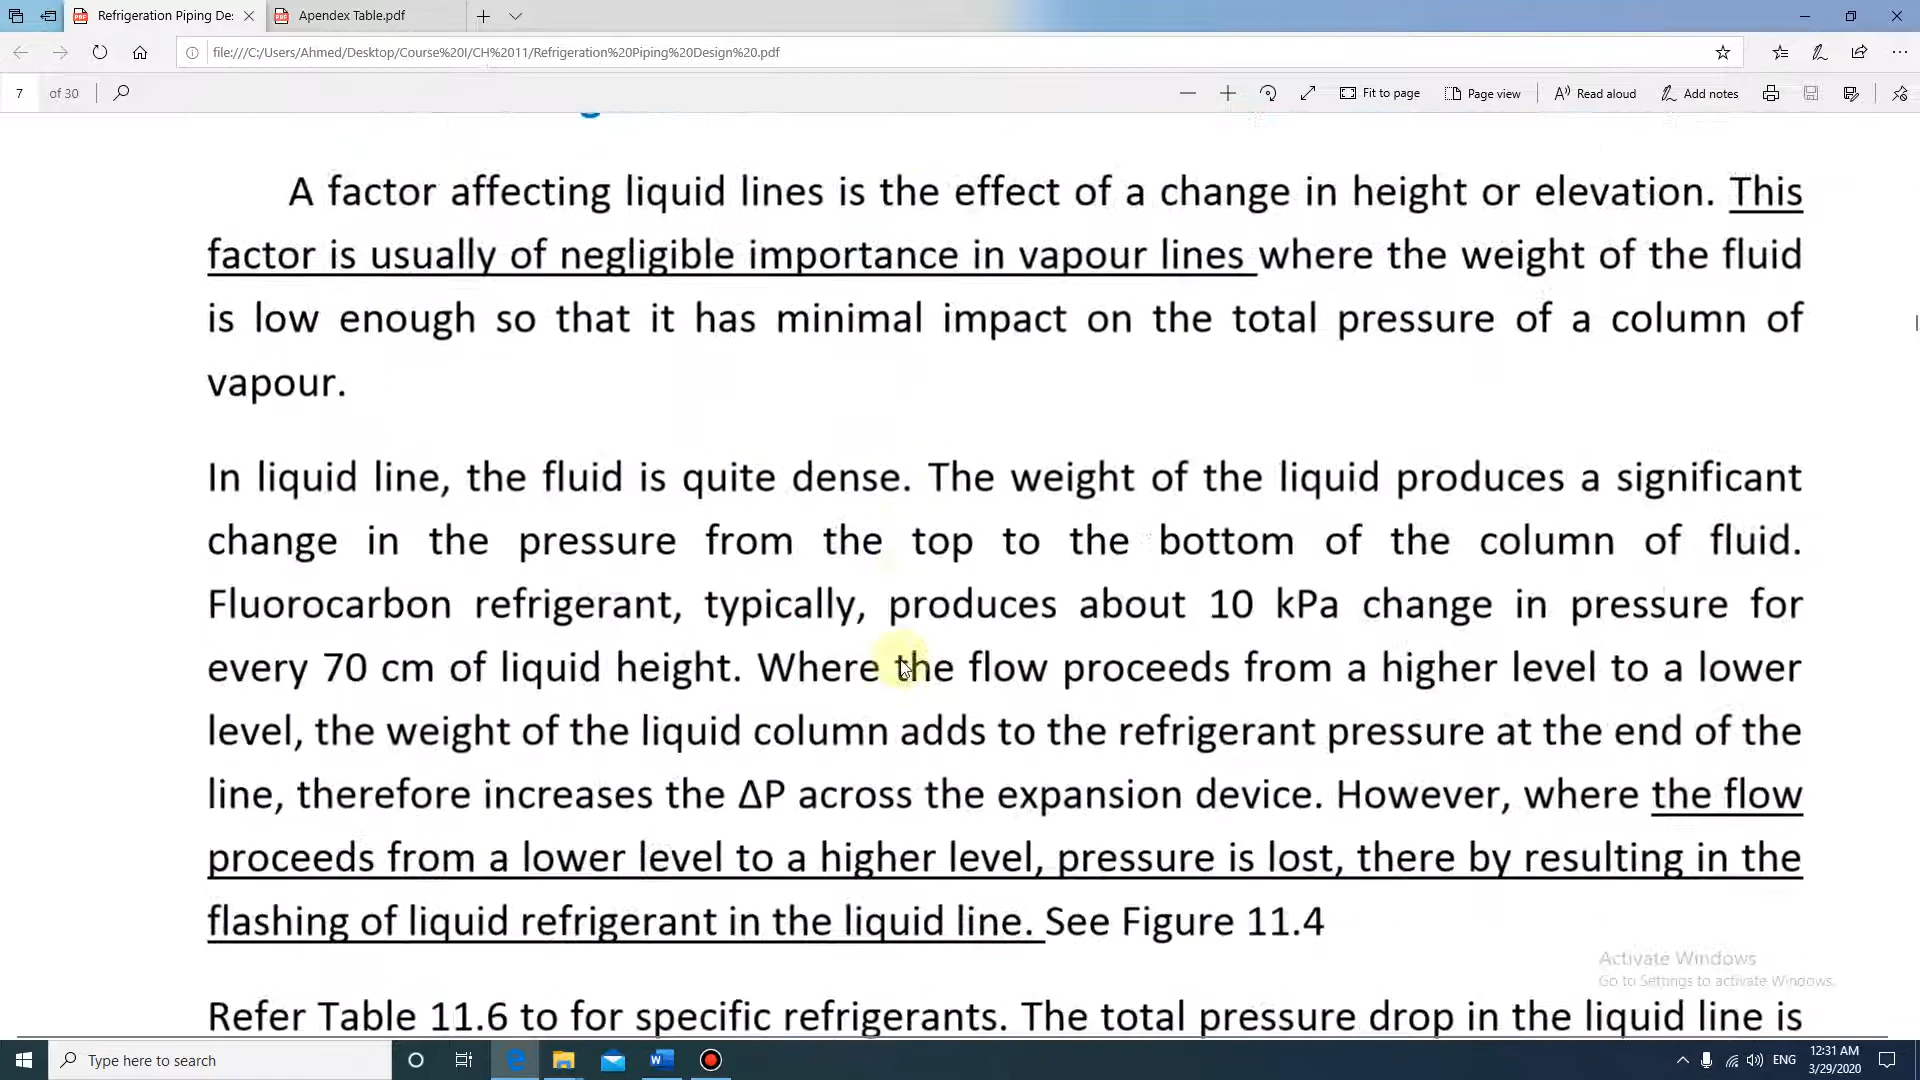 Refrigeration Piping De:
Apendex Table.pdf
file:///C:/Users/Ahmed/Desktop/Course%20I/CH%2011/Refrigeration%20Piping%20Design%20.pdf
7 of 30
Fit to page
Page view
Read aloud
Add notes
A factor affecting liquid lines is the effect of a change in height or elevation. This
factor is usually of negligible importance in vapour lines where the weight of the fluid
is low enough so that it has minimal impact on the total pressure of a column of
vapour.
In liquid line, the fluid is quite dense. The weight of the liquid produces a significant
change in the pressure from the top to the bottom of the column of fluid.
Fluorocarbon refrigerant, typically, produces about 10 kPa change in pressure for
every 70 cm of liquid height. Where the flow proceeds from a higher level to a lower
level, the weight of the liquid column adds to the refrigerant pressure at the end of the
line, therefore increases the ΔP across the expansion device. However, where the flow
proceeds from a lower level to a higher level, pressure is lost, there by resulting in the
flashing of liquid refrigerant in the liquid line. See Figure 11.4
Activate Windows
Go to Settings to activate Windows.
Refer Table 11.6 to for specific refrigerants. The total pressure drop in the liquid line is
Type here to search
ENG
12:31 AM
3/29/2020